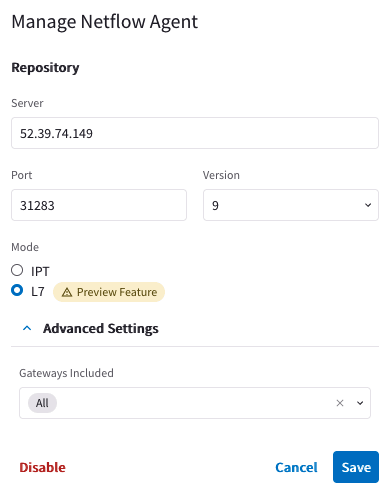 Manage Netflow Agent
Repository
Server
52.39.74.149
Port Version
31283 9
Mode
IPT
L7 Preview Feature
Advanced Settings
Gateways Included
All
Disable Cancel Save